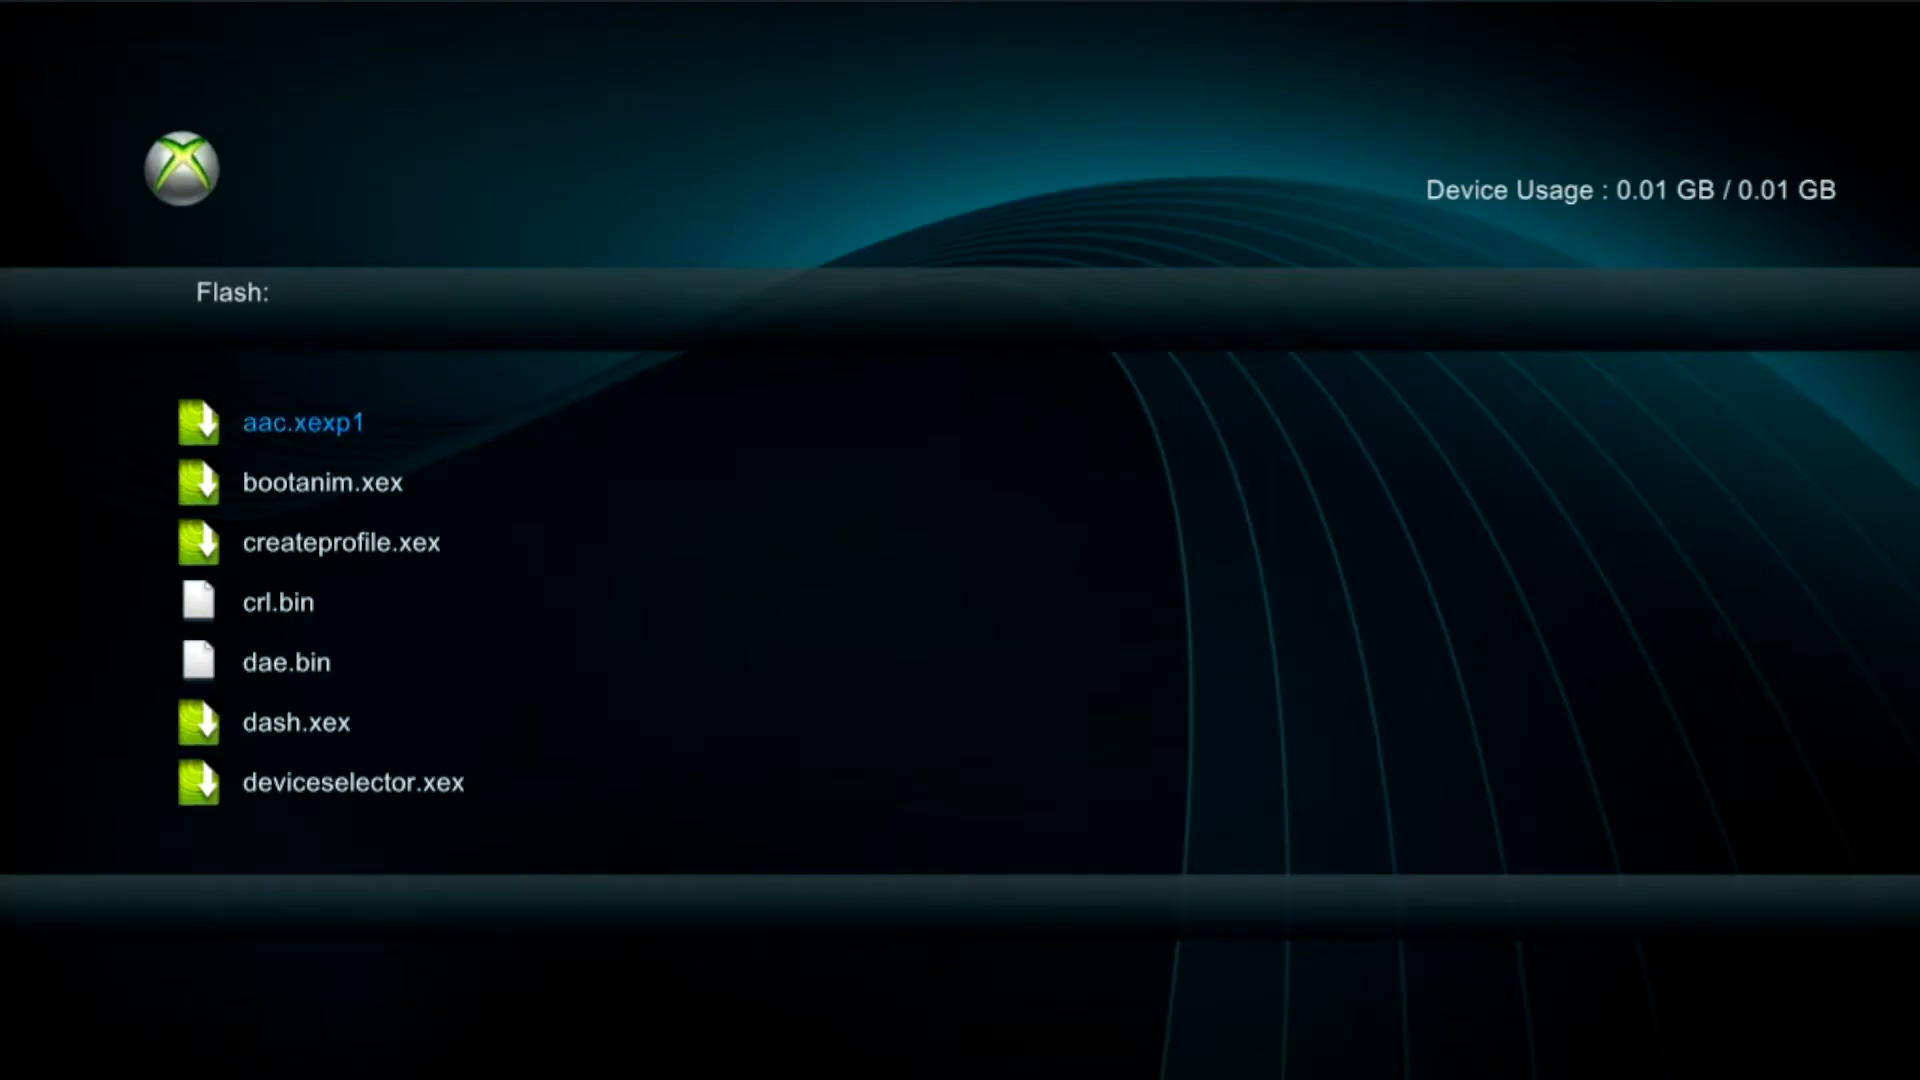 Device Usage : 0.01 GB / 0.01 GB
Flash:
aac.xexp1
bootanim.xex
createprofile.xex
crl.bin
dae.bin
dash.xex
deviceselector.xex